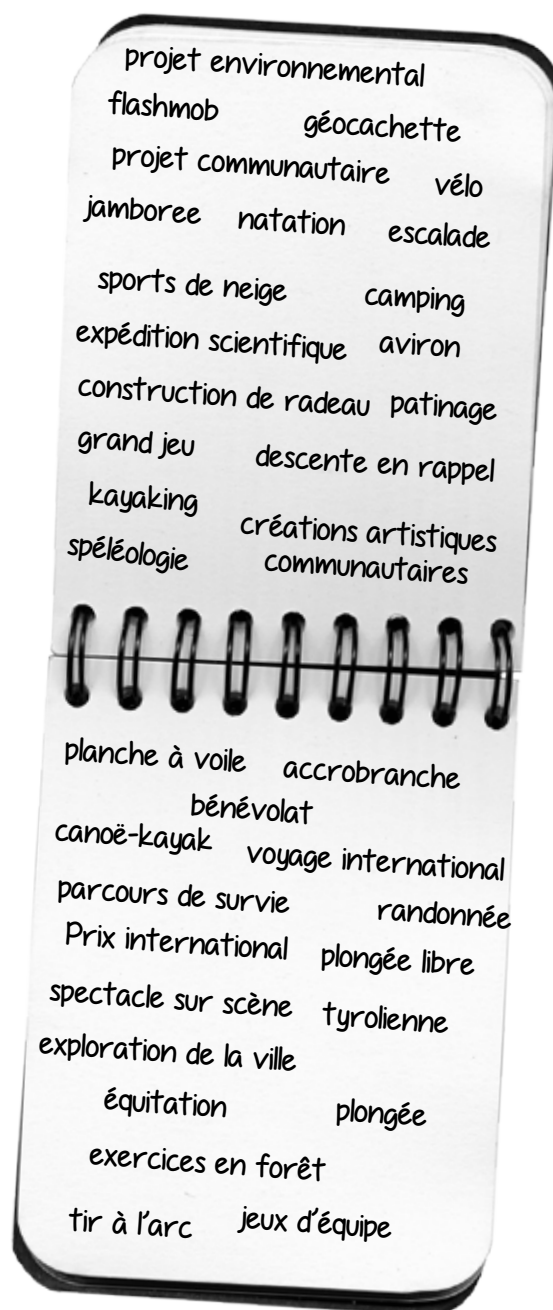 projet environnemental
flashmob géocachette
projet communautaire vélo
jamboree natation escalade
sports de neige camping
expédition scientifique aviron
construction de radeau patinage
grand jeu descente en rappel
kayaking
créations artistiques
spéléologie communautaires
planche à voile accrobranche
bénévolat
canoë-kayak voyage international
parcours de survie randonnée
Prix international plongée libre
spectacle sur scène tyrolienne
exploration de la ville
équitation plongée
exercices en forêt
tir à l'arc jeux d'équipe